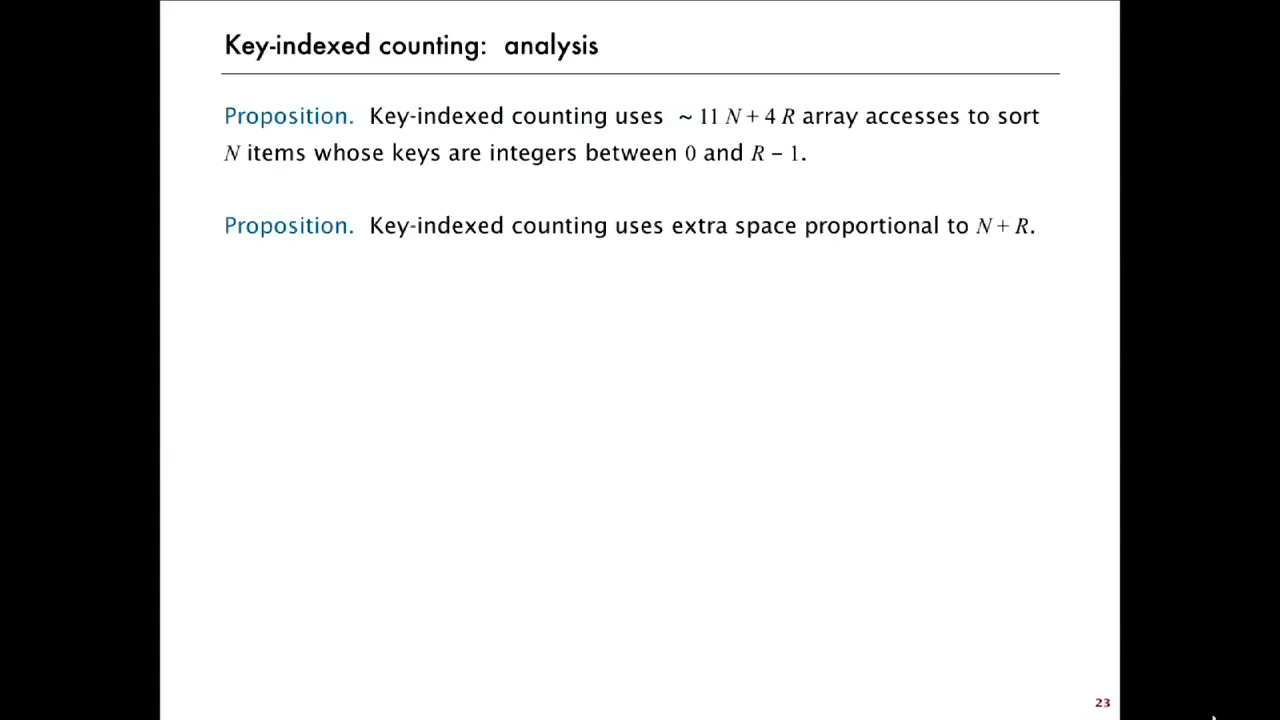 Key-indexed counting: analysis
Proposition. Key-indexed counting uses ~ 11 N + 4 R array accesses to sort
N items whose keys are integers between 0 and R – 1.
Proposition. Key-indexed counting uses extra space proportional to N + R.
23